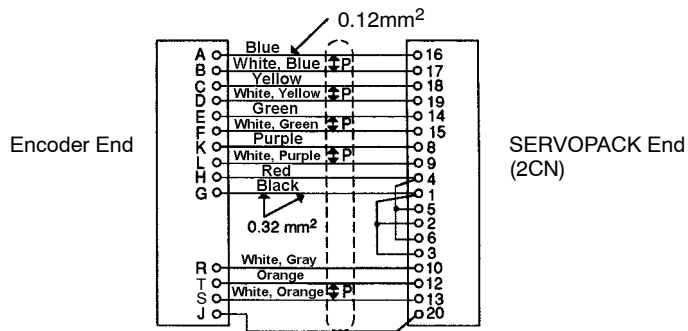 0.12mm2
A Blue 16
B White, Blue P 17
C Yellow 18
D White, Yellow P 19
E Green 14
F White, Green P 15
K Purple 8
L White, Purple P 9
H Red 4
G Black 1
5
0.32 mm2 2
6
3
Encoder End
SERVOPACK End
(2CN)
R White, Gray 10
T Orange 12
S White, Orange P 13
J 20